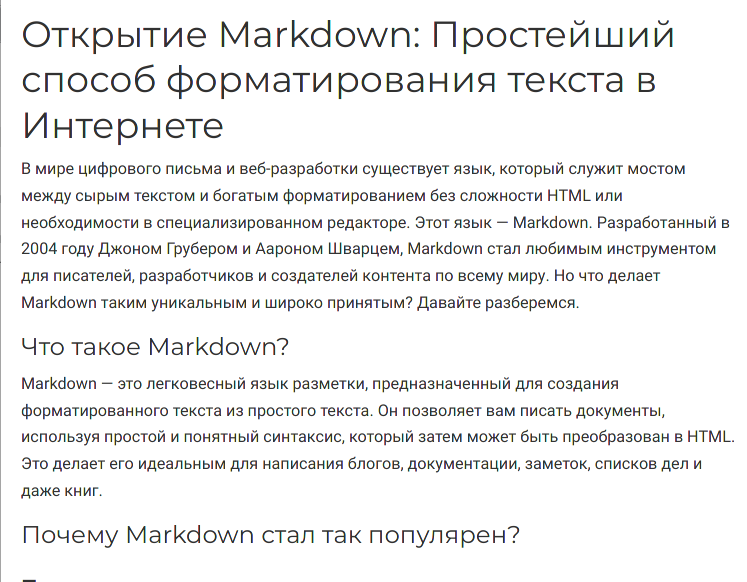 Открытие Markdown: Простейший
способ форматирования текста в
Интернете
В мире цифрового письма и веб-разработки существует язык, который служит мостом
между сырым текстом и богатым форматированием без сложности HTML или
необходимости в специализированном редакторе. Этот язык — Markdown. Разработанный в
2004 году Джоном Грубером и Аароном Шварцем, Markdown стал любимым инструментом
для писателей, разработчиков и создателей контента по всему миру. Но что делает
Markdown таким уникальным и широко принятым? Давайте разберемся.
Что такое Markdown?
Markdown — это легковесный язык разметки, предназначенный для создания
форматированного текста из простого текста. Он позволяет вам писать документы,
используя простой и понятный синтаксис, который затем может быть преобразован в HTML.
Это делает его идеальным для написания блогов, документации, заметок, списков дел и
даже книг.
Почему Markdown стал так популярен?